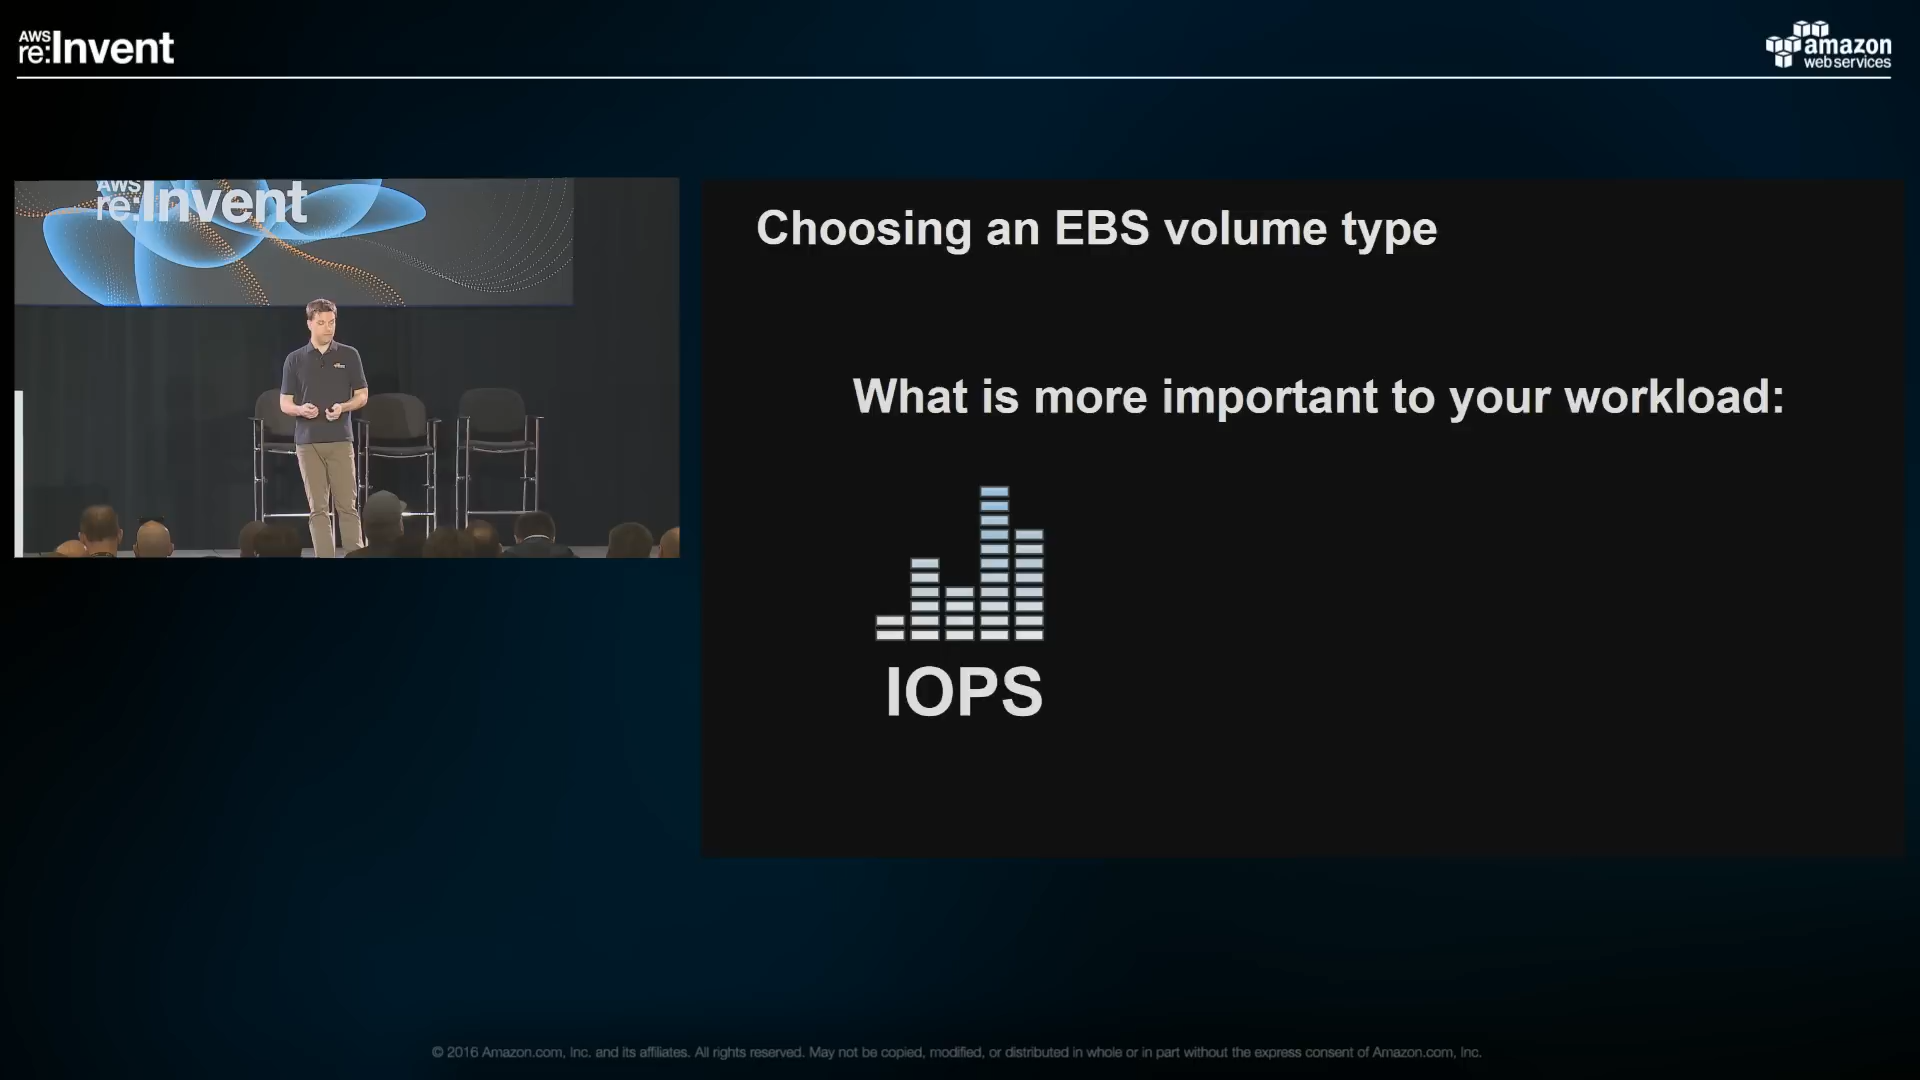 AWS
re:Invent
amazon
webservices
AWS
re:Invent
Choosing an EBS volume type
What is more important to your workload:
IOPS
© 2016 Amazon.com, Inc. and its affiliates. All rights reserved. May not be copied, modified, or distributed in whole or in part without the express consent of Amazon.com, Inc.